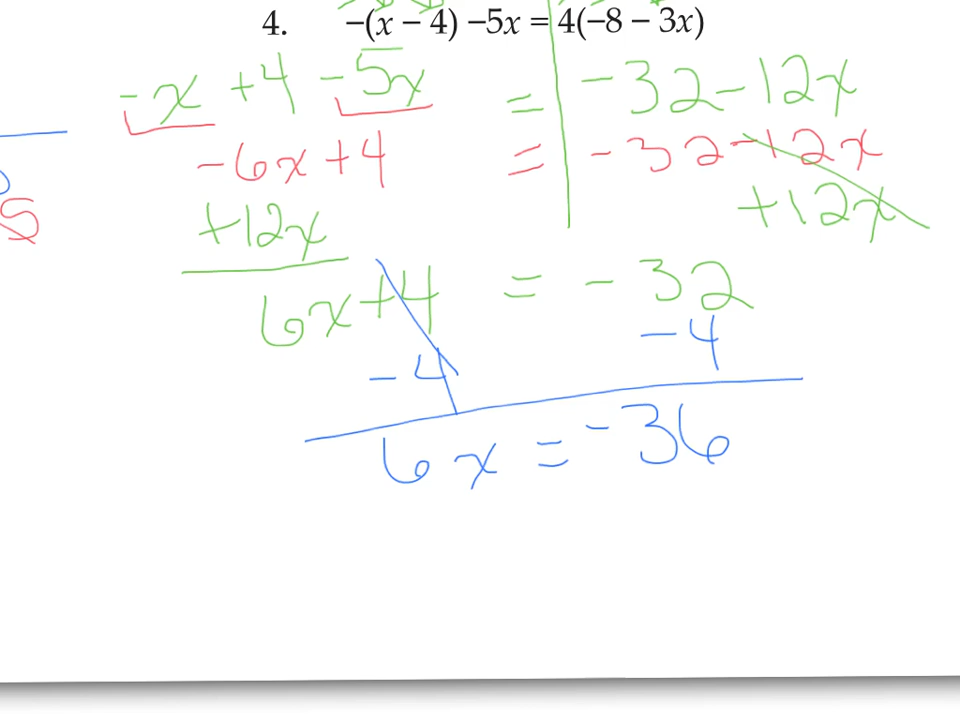 4. −(x − 4) −5x = 4(−8 − 3x)
-x +4 -5x = -32-12x
-6x+4 = -32-12x
+12x +12x
6x+4 = -32
-4 -4
6x = -36
5